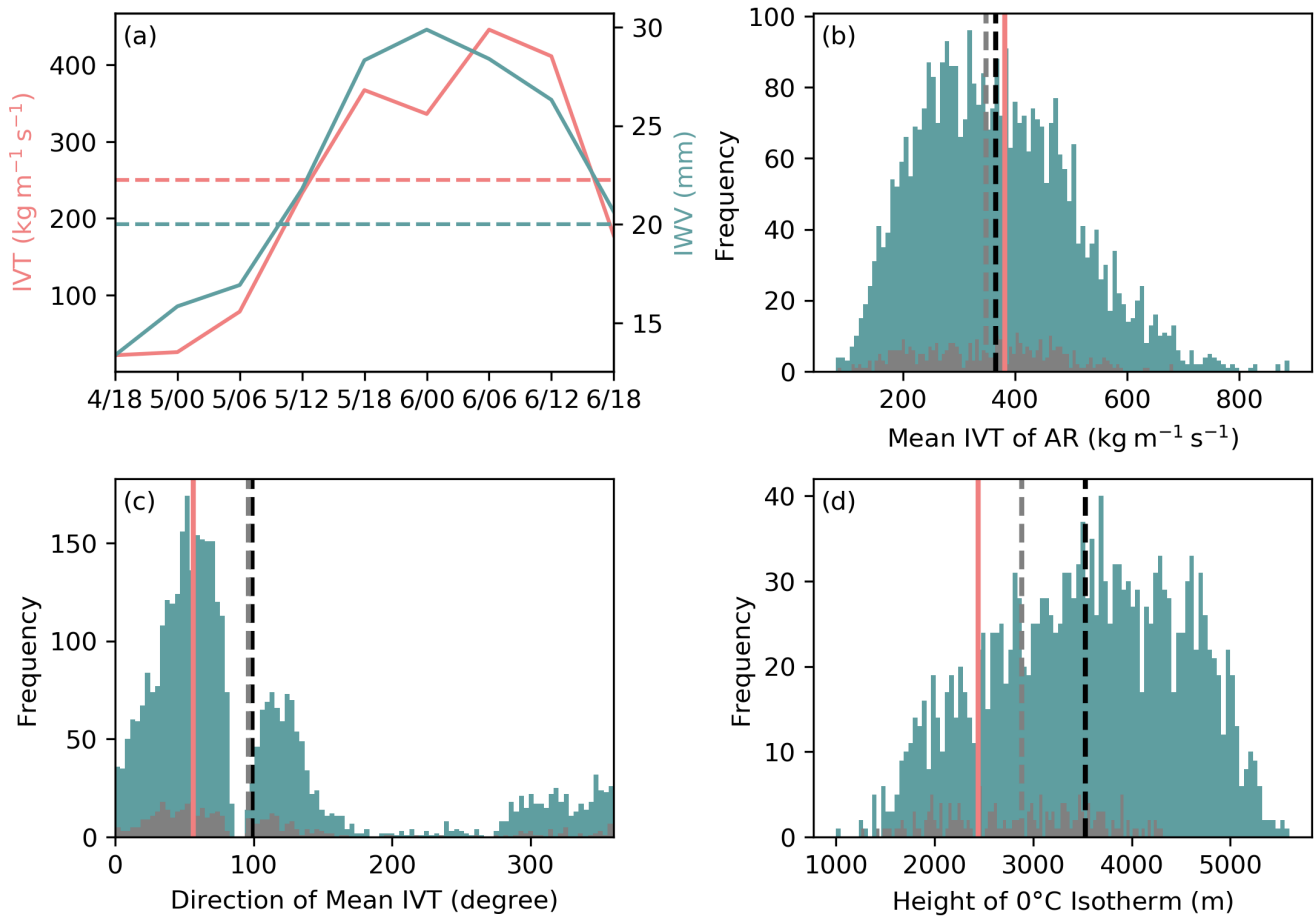 (a)
IVT (kg m⁻¹ s⁻¹)
400
300
200
100
30
25
20
15
IWV (mm)
4/18 5/00 5/06 5/12 5/18 6/00 6/06 6/12 6/18
(b)
Frequency
100
80
60
40
20
0
200 400 600 800
Mean IVT of AR (kg m⁻¹ s⁻¹)
(c)
Frequency
150
100
50
0
0 100 200 300
Direction of Mean IVT (degree)
(d)
Frequency
40
30
20
10
0
1000 2000 3000 4000 5000
Height of 0°C Isotherm (m)